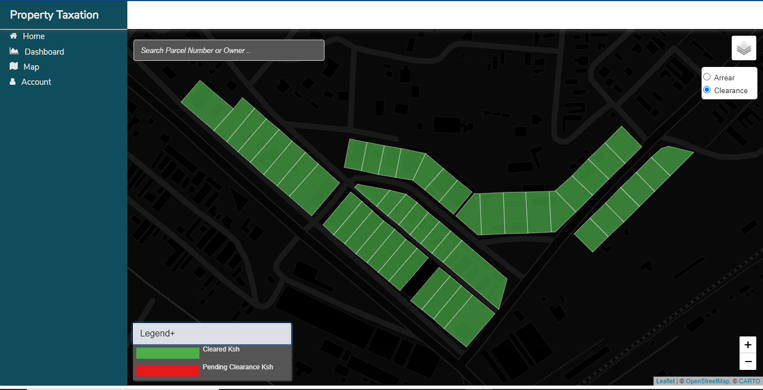 Property Taxation
Home
Dashboard
Map
Account
Search Parcel Number or Owner ..
Arrear
Clearance
Legend+
Cleared Ksh
Pending Clearance Ksh
+
−
Leaflet | © OpenStreetMap, © CARTO